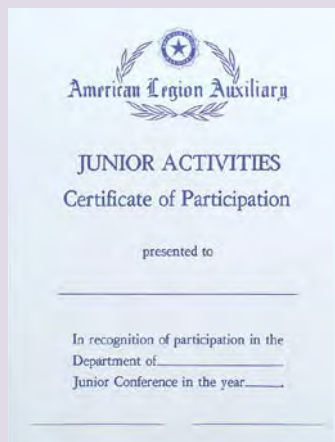 American Legion Auxiliary
JUNIOR ACTIVITIES
Certificate of Participation
presented to
In recognition of participation in the
Department of
Junior Conference in the year